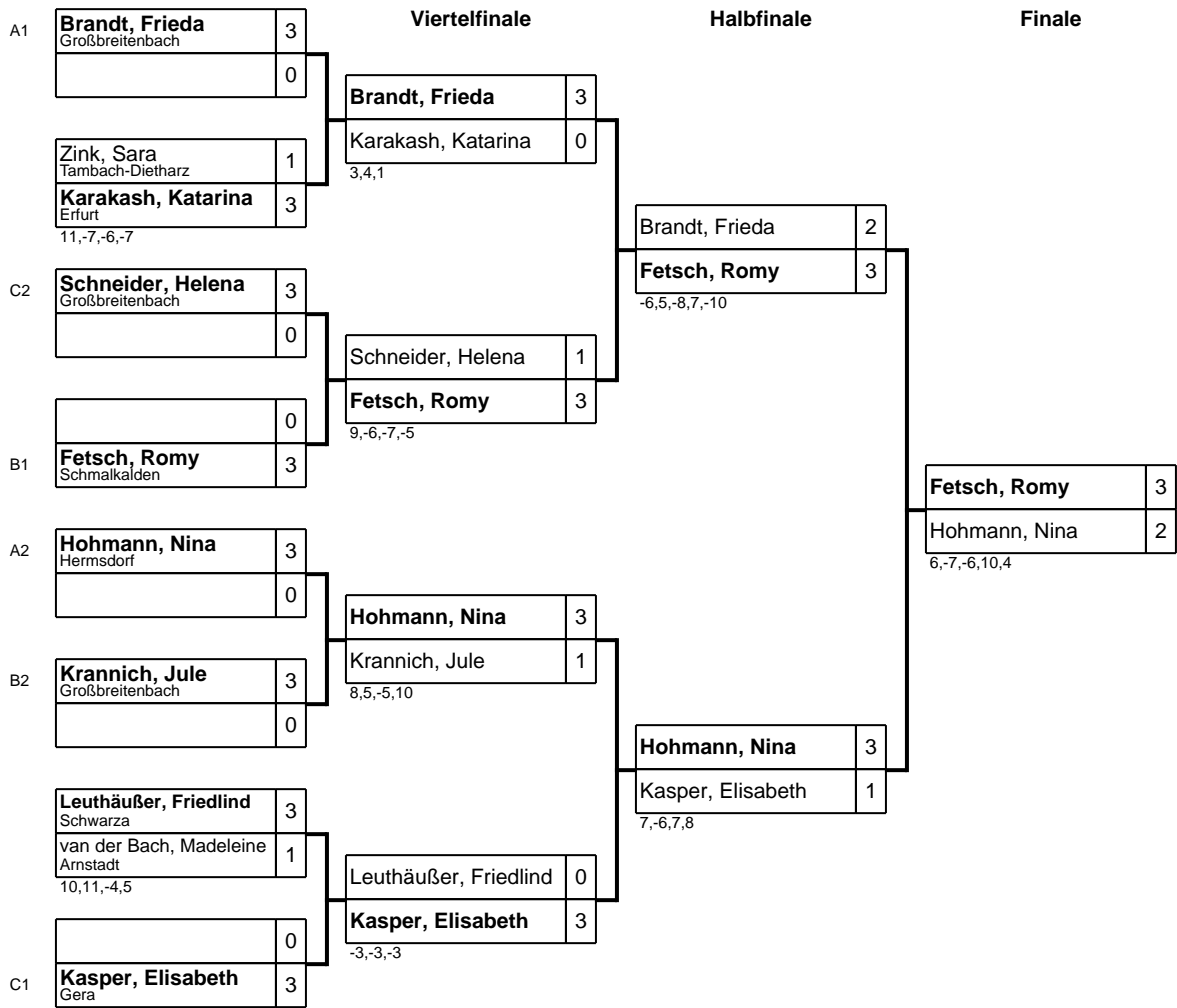 Viertelfinale
Halbfinale
Finale
A1
Brandt, Frieda 3
Großbreitenbach
0
Zink, Sara 1
Tambach-Dietharz
Karakash, Katarina 3
Erfurt
11,-7,-6,-7
C2
Schneider, Helena 3
Großbreitenbach
0
0
B1
Fetsch, Romy 3
Schmalkalden
A2
Hohmann, Nina 3
Hermsdorf
0
B2
Krannich, Jule 3
Großbreitenbach
0
Leuthäußer, Friedlind 3
Schwarza
van der Bach, Madeleine 1
Arnstadt
10,11,-4,5
0
C1
Kasper, Elisabeth 3
Gera
Brandt, Frieda 3
Karakash, Katarina 0
3,4,1
Schneider, Helena 1
Fetsch, Romy 3
9,-6,-7,-5
Hohmann, Nina 3
Krannich, Jule 1
8,5,-5,10
Leuthäußer, Friedlind 0
Kasper, Elisabeth 3
-3,-3,-3
Brandt, Frieda 2
Fetsch, Romy 3
-6,5,-8,7,-10
Hohmann, Nina 3
Kasper, Elisabeth 1
7,-6,7,8
Fetsch, Romy 3
Hohmann, Nina 2
6,-7,-6,10,4